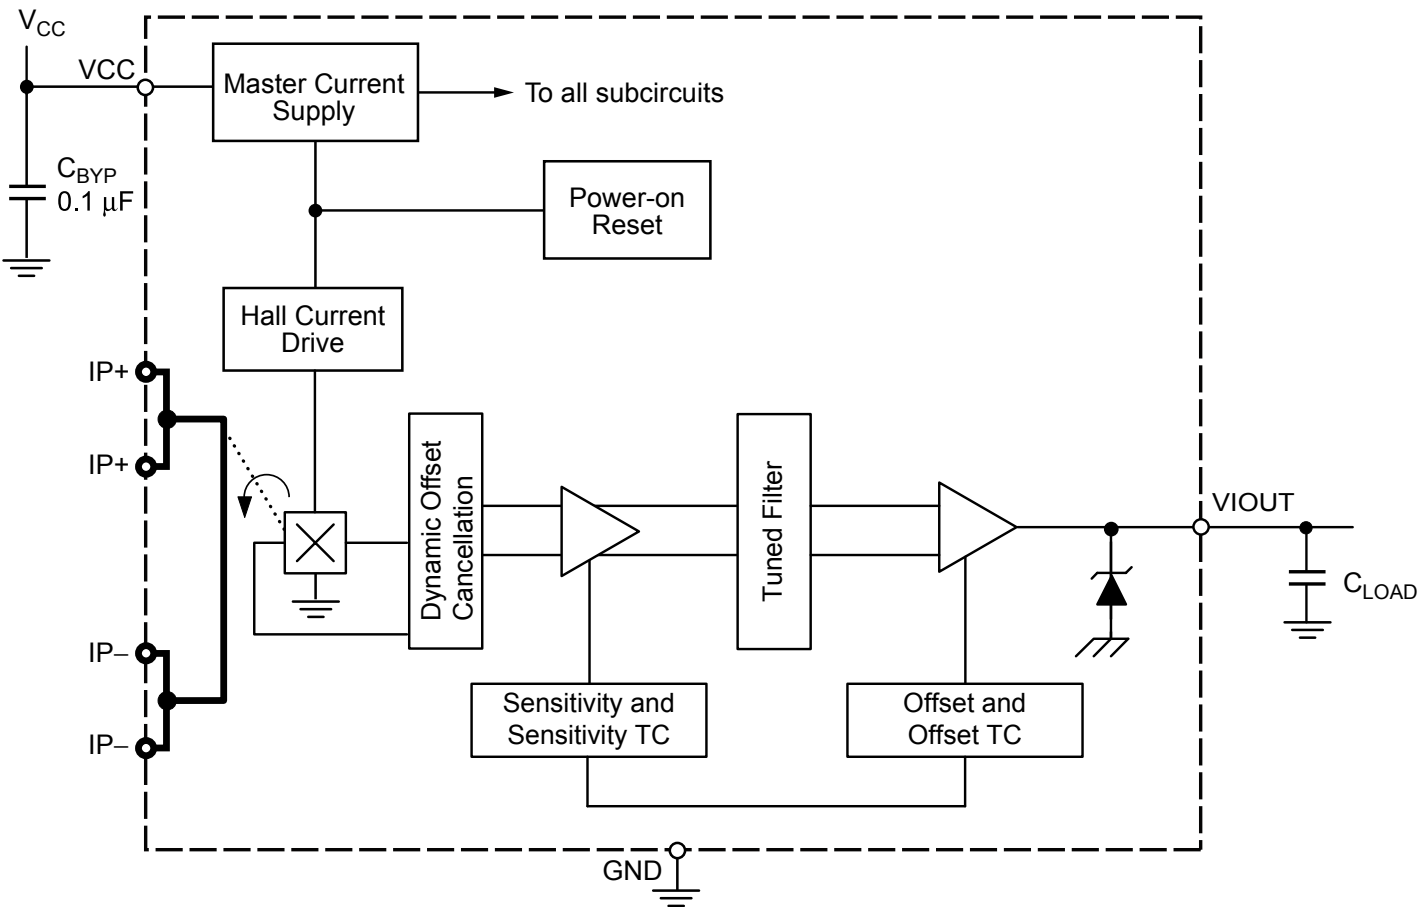 VCC
VCC
Master Current
Supply
To all subcircuits
CBYP
0.1 µF
Power-on
Reset
Hall Current
Drive
IP+
IP+
Dynamic Offset
Cancellation
Tuned Filter
VIOUT
CLOAD
IP–
IP–
Sensitivity and
Sensitivity TC
Offset and
Offset TC
GND